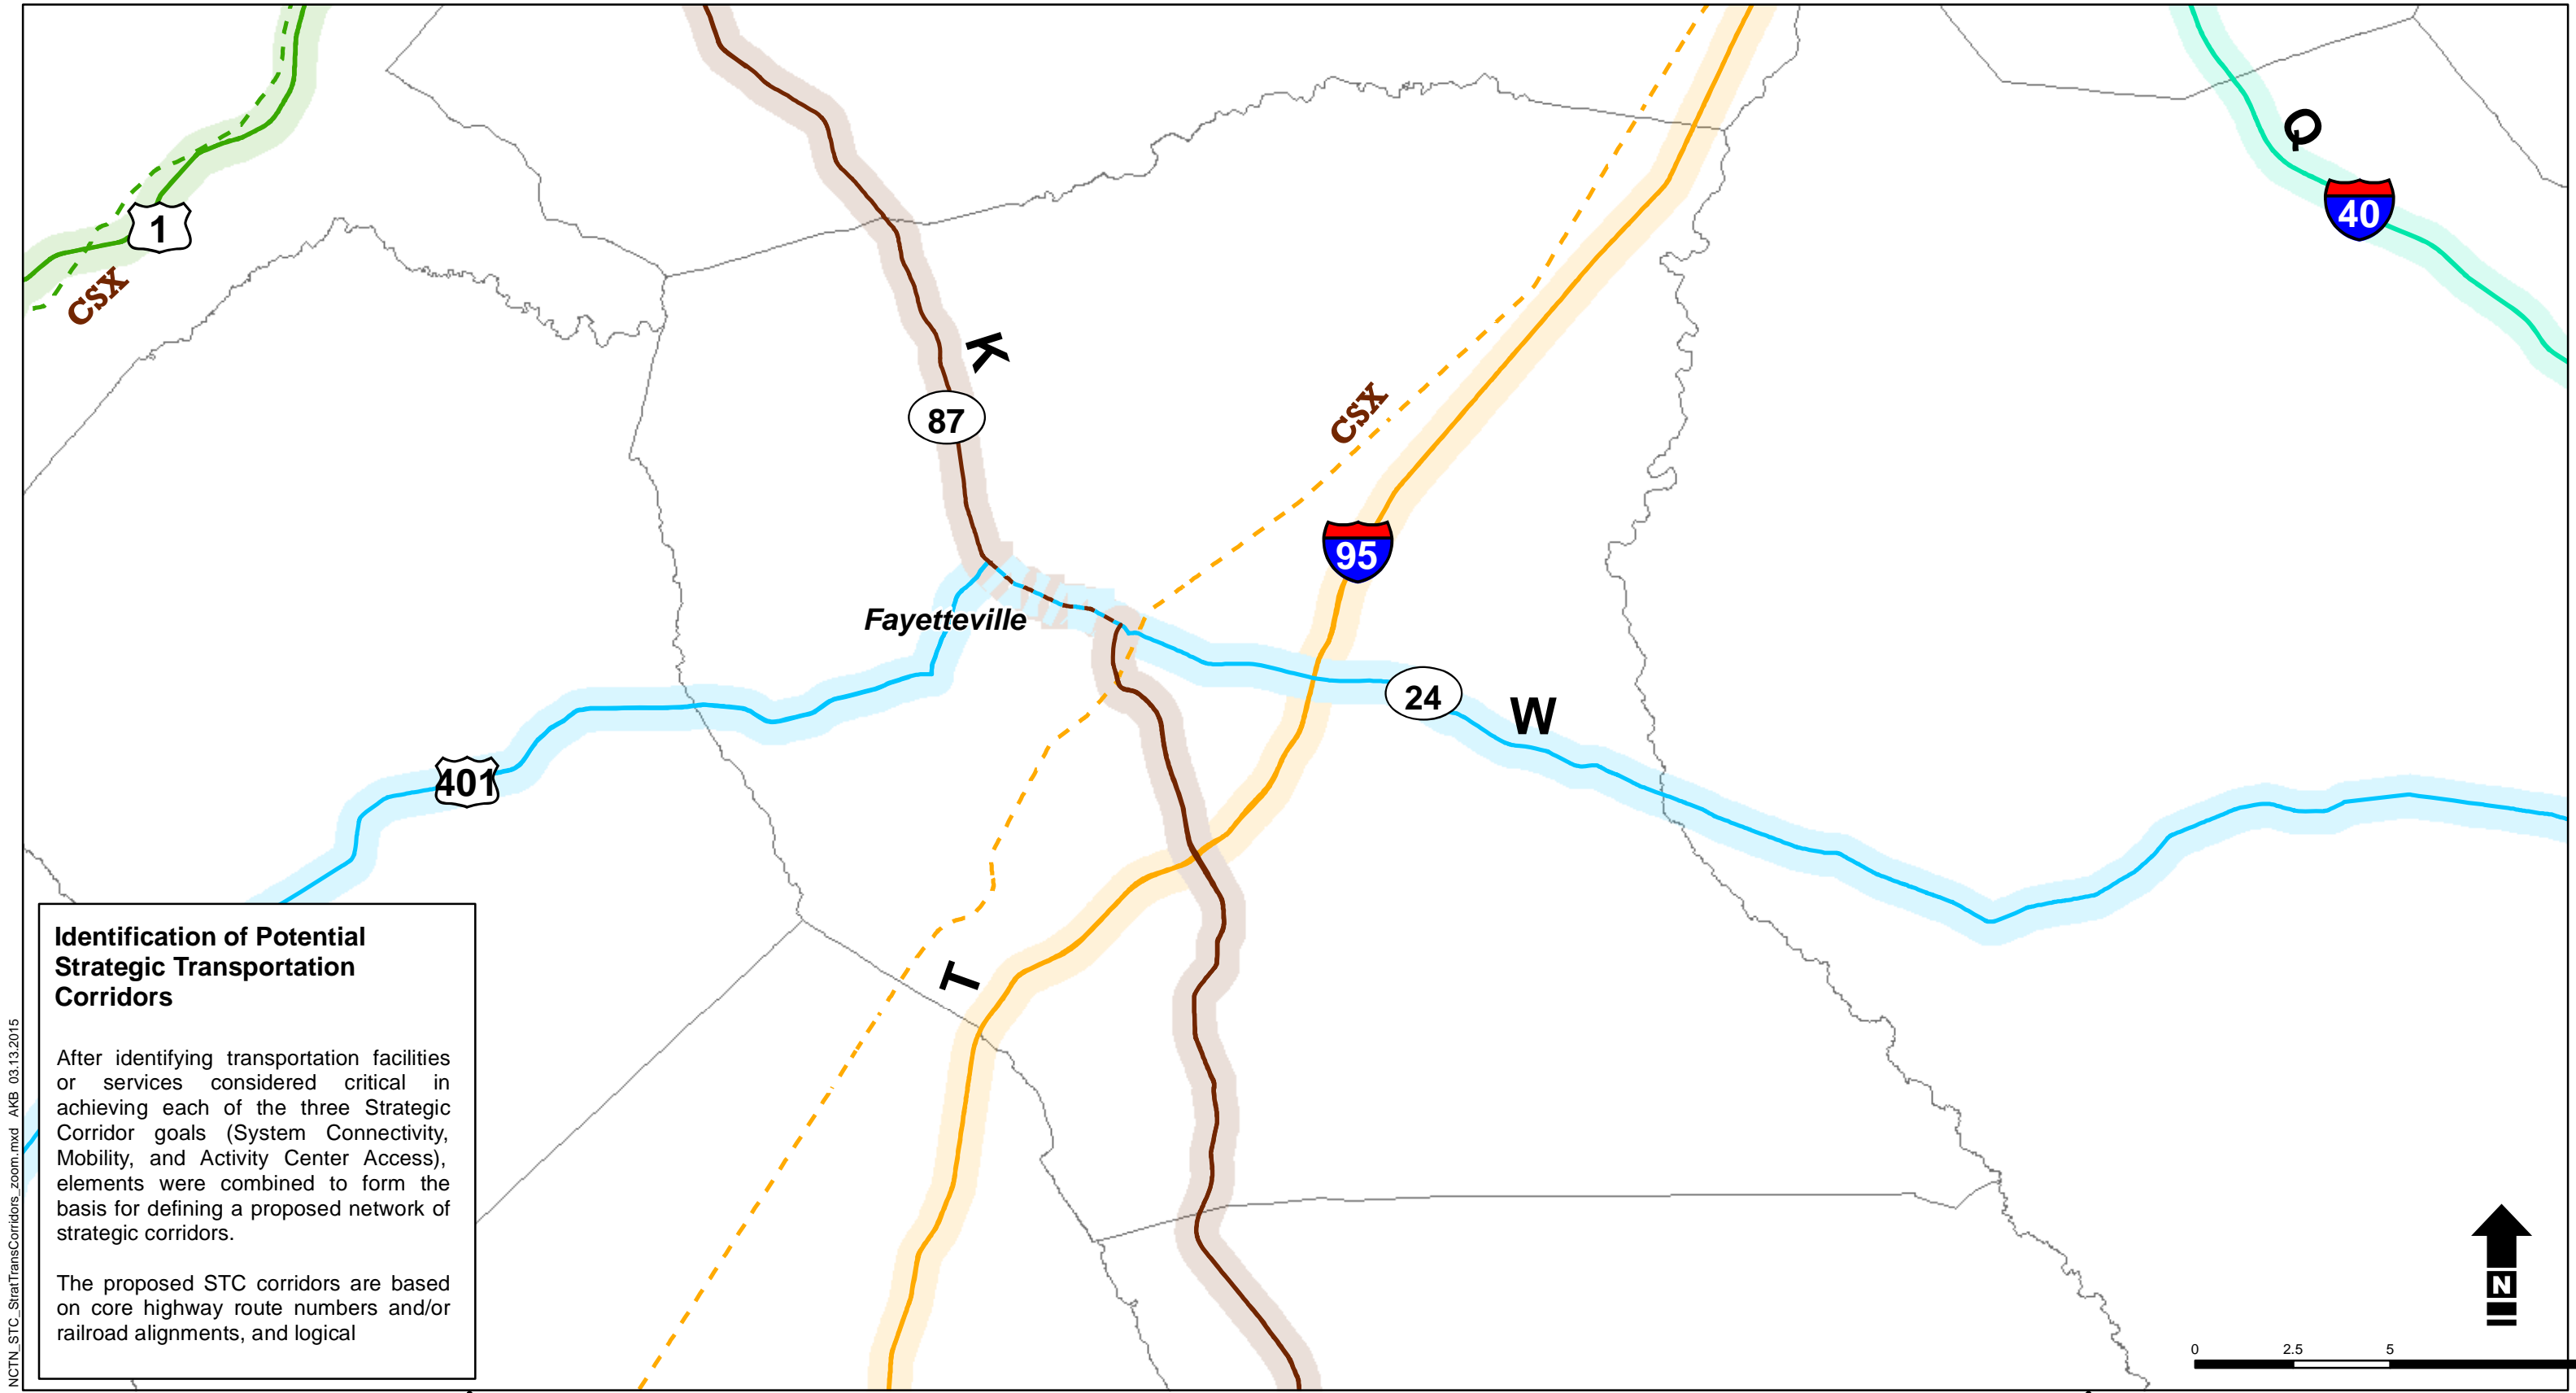 1
CSX
Q
40
K
87
CSX
95
Fayetteville
24
W
401
T
Identification of Potential
Strategic Transportation
Corridors
After identifying transportation facilities
or services considered critical in
achieving each of the three Strategic
Corridor goals (System Connectivity,
Mobility, and Activity Center Access),
elements were combined to form the
basis for defining a proposed network of
strategic corridors.
The proposed STC corridors are based
on core highway route numbers and/or
railroad alignments, and logical
NCTN_STC_StratTransCorridors_zoom.mxd AKB 03.13.2015
N
0 2.5 5